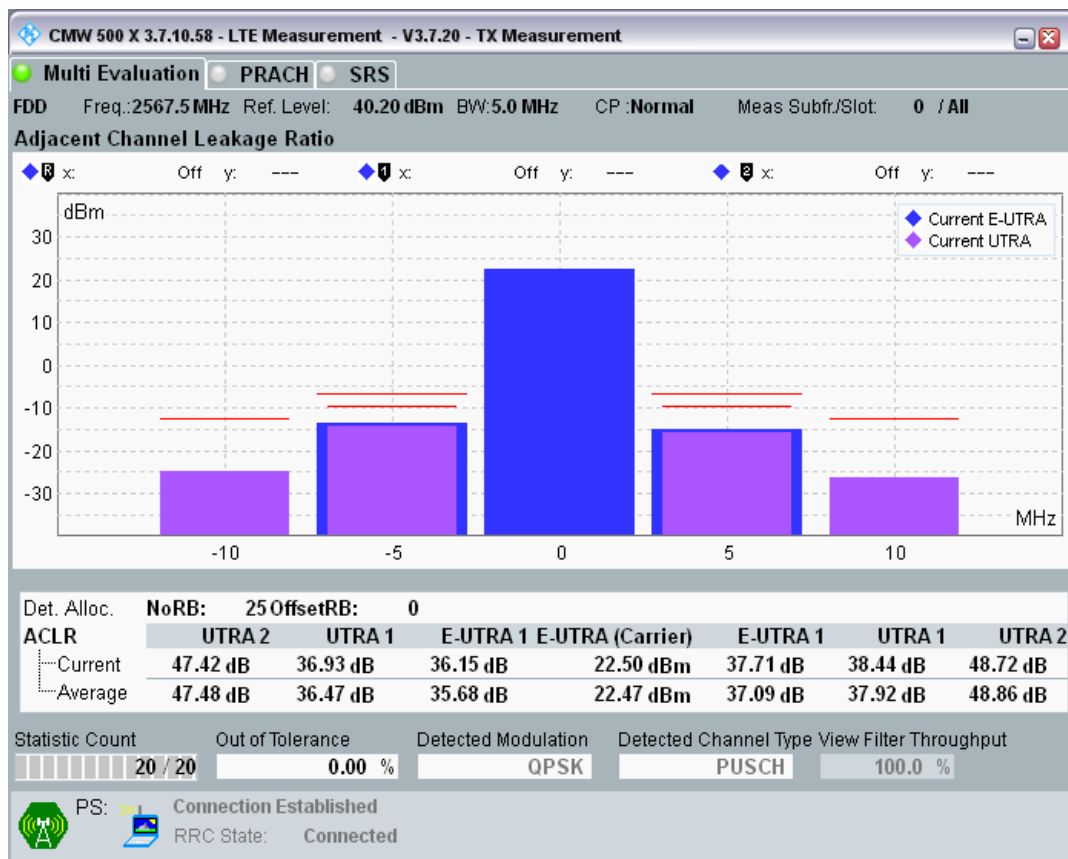 CMW 500 X 3.7.10.58 - LTE Measurement - V3.7.20 - TX Measurement
Multi Evaluation PRACH SRS
FDD Freq.:2567.5 MHz Ref. Level: 40.20 dBm BW:5.0 MHz CP :Normal Meas Subfr./Slot: 0 / All
Adjacent Channel Leakage Ratio
R x: Off y: --- 1 x: Off y: --- 2 x: Off y: ---
dBm
Current E-UTRA
Current UTRA
30
20
10
0
-10
-20
-30
MHz
-10 -5 0 5 10
Det. Alloc. NoRB: 25 OffsetRB: 0
ACLR UTRA 2 UTRA 1 E-UTRA 1 E-UTRA (Carrier) E-UTRA 1 UTRA 1 UTRA 2
Current 47.42 dB 36.93 dB 36.15 dB 22.50 dBm 37.71 dB 38.44 dB 48.72 dB
Average 47.48 dB 36.47 dB 35.68 dB 22.47 dBm 37.09 dB 37.92 dB 48.86 dB
Statistic Count Out of Tolerance Detected Modulation Detected Channel Type View Filter Throughput
20 / 20 0.00 % QPSK PUSCH 100.0 %
PS: Connection Established
RRC State: Connected